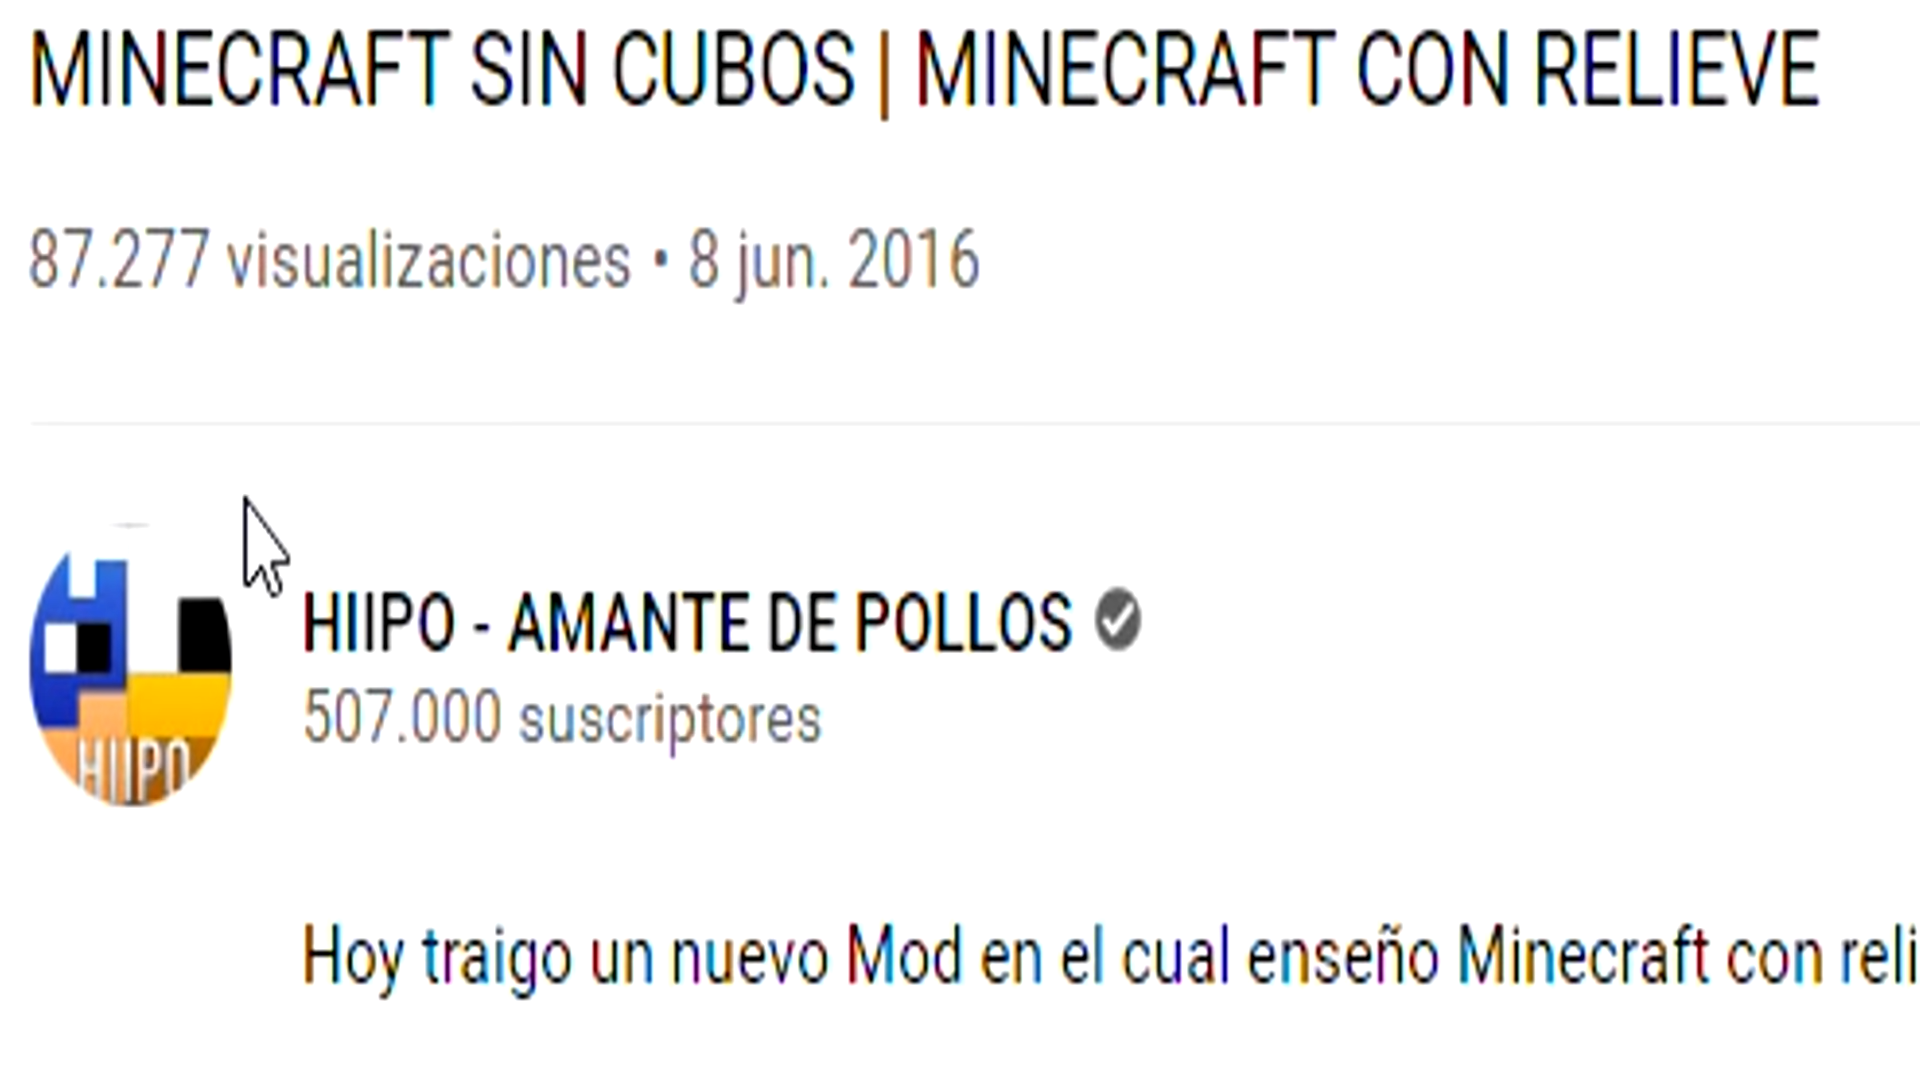 MINECRAFT SIN CUBOS | MINECRAFT CON RELIEVE
87.277 visualizaciones • 8 jun. 2016
HIIPO - AMANTE DE POLLOS
507.000 suscriptores
HIIPO
Hoy traigo un nuevo Mod en el cual enseño Minecraft con reli